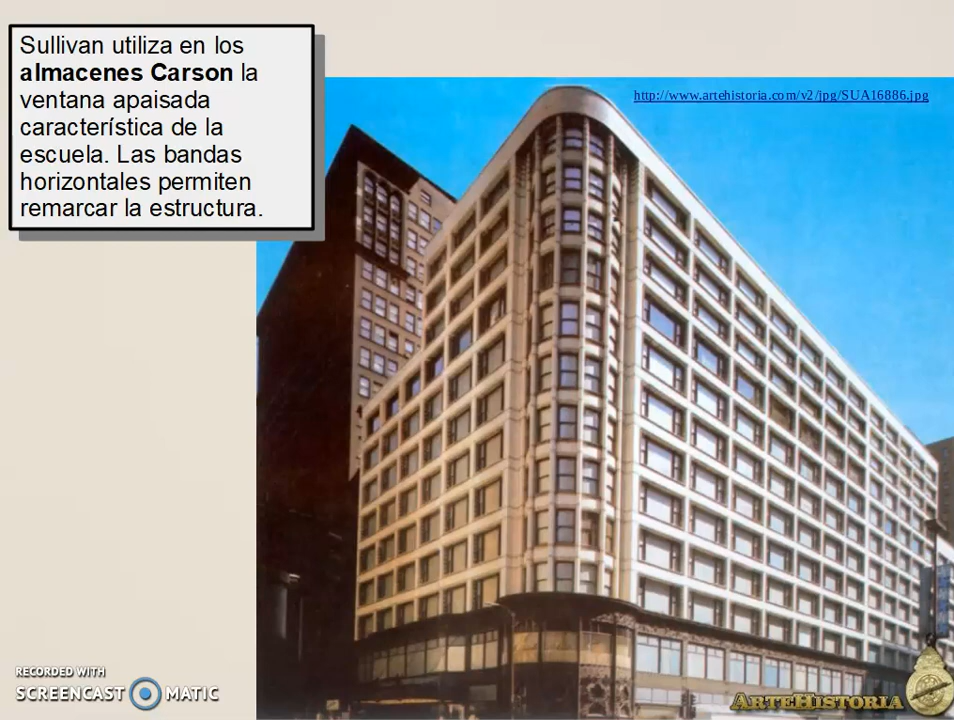 Sullivan utiliza en los
almacenes Carson la
ventana apaisada
característica de la
escuela. Las bandas
horizontales permiten
remarcar la estructura.
http://www.artehistoria.com/v2/jpg/SUA16886.jpg
RECORDED WITH
SCREENCAST MATIC
ARTEHISTORIA